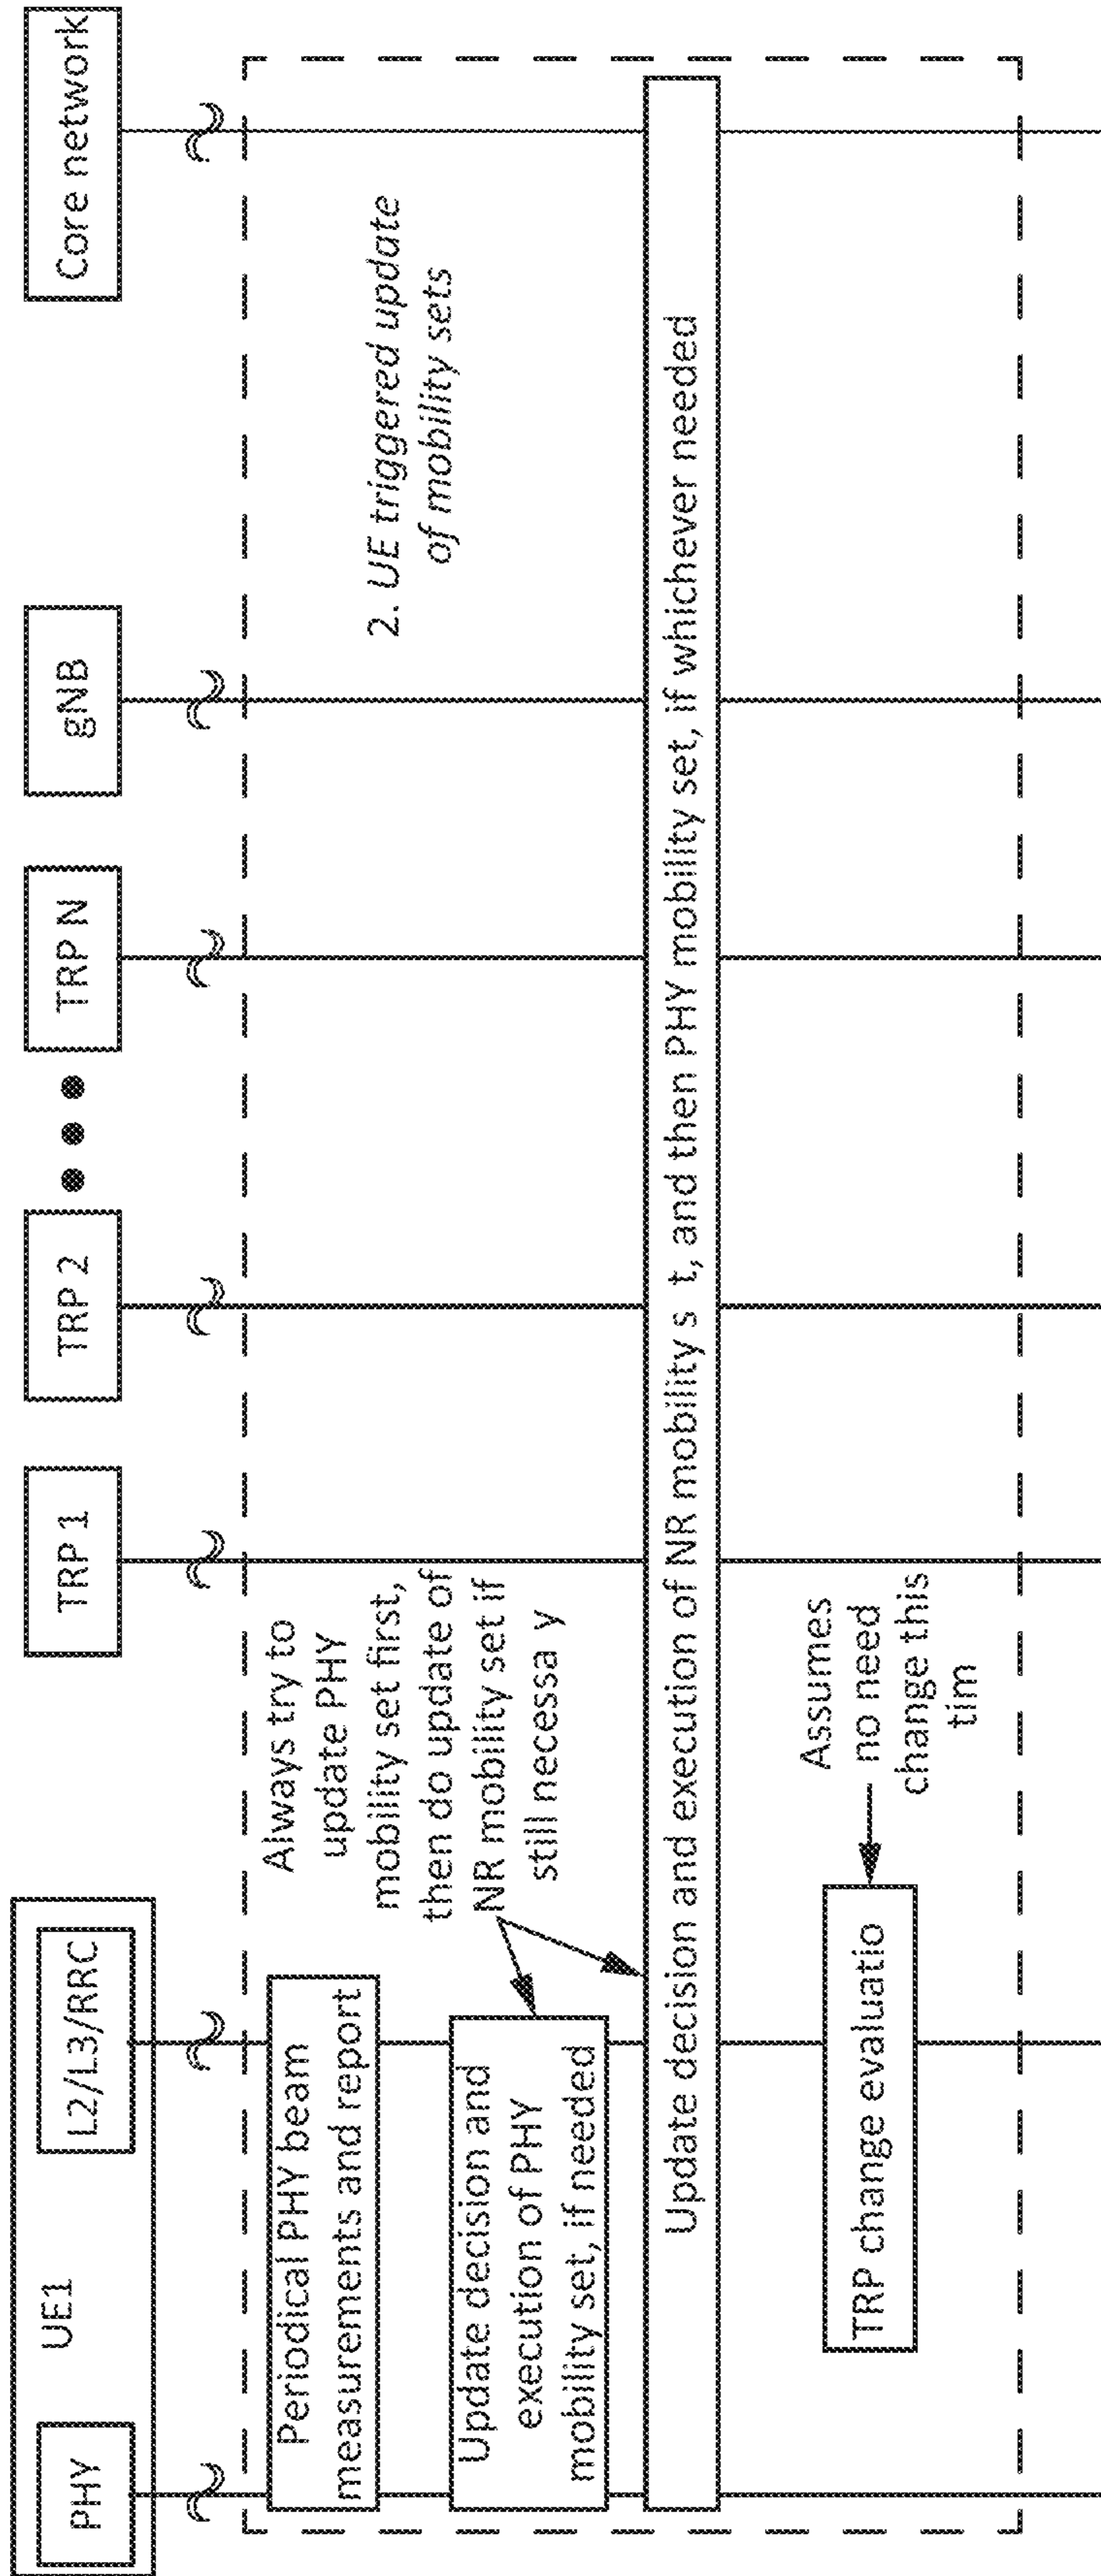 UE1
PHY
L2/L3/RRC
TRP 1
TRP 2
TRP N
gNB
Core network
2. UE triggered update
of mobility sets
Periodical PHY beam
measurements and report
Always try to
update PHY
mobility set first,
then do update of
NR mobility set if
still necessa y
Update decision and
execution of PHY
mobility set, if needed
Update decision and execution of NR mobility s t, and then PHY mobility set, if whichever needed
TRP change evaluatio
Assumes
no need
change this
tim